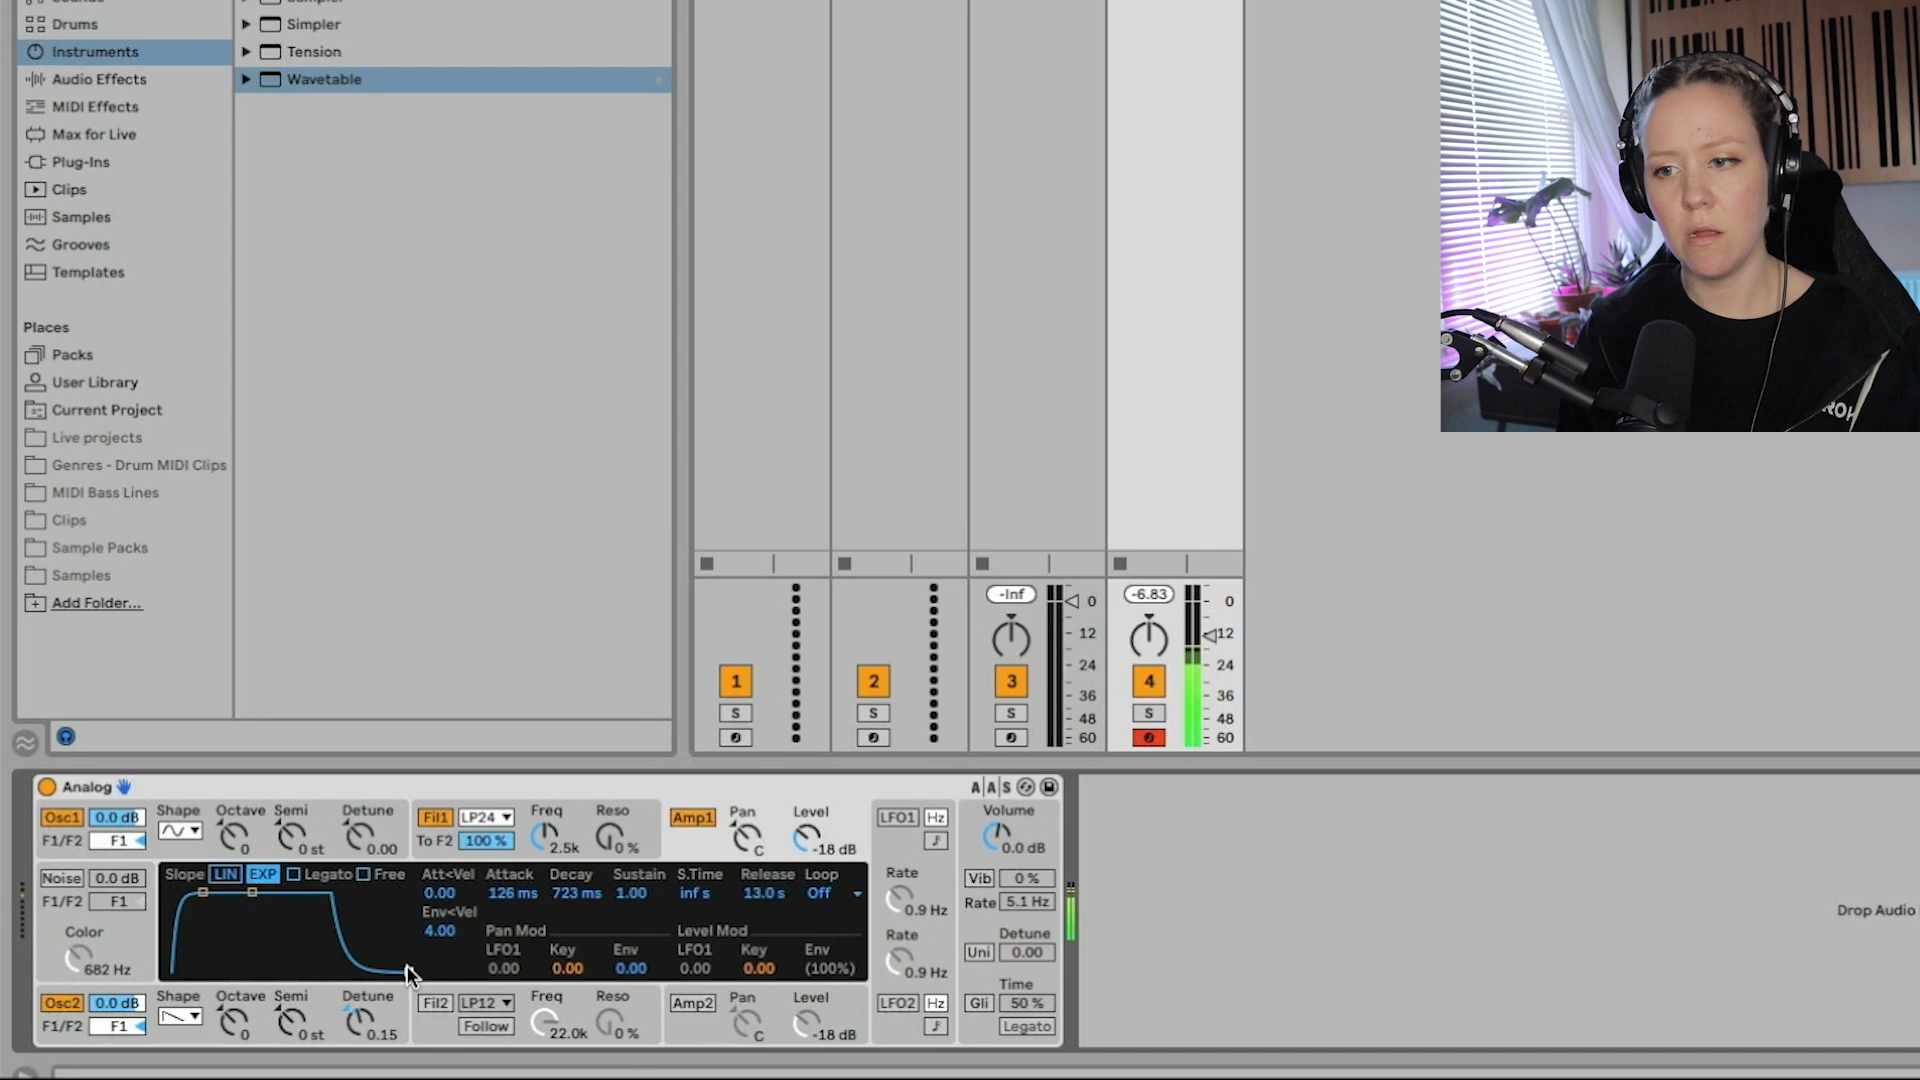 Drums
Instruments
Audio Effects
MIDI Effects
Max for Live
Plug-Ins
Clips
Samples
Grooves
Templates
Places
Packs
User Library
Current Project
Live projects
Genres - Drum MIDI Clips
MIDI Bass Lines
Clips
Sample Packs
Samples
Add Folder...
Simpler
Tension
Wavetable
-Inf -6.83
0 0
12 12
24 24
36 36
48 48
60 60
1 2 3 4
S S S S
Analog
A|A|S
Osc1 0.0 dB Shape Octave Semi Detune
F1/F2 F1 0 0 st 0.00
Fil1 LP24 Freq Reso
To F2 100 % 2.5k 0 %
Amp1 Pan Level
C -18 dB
LFO1 Hz
Volume
0.0 dB
Noise 0.0 dB
F1/F2 F1
Color
682 Hz
Slope LIN EXP Legato Free
Att<Vel Attack Decay Sustain S.Time Release Loop
0.00 126 ms 723 ms 1.00 inf s 13.0 s Off
Env<Vel
4.00 Pan Mod Level Mod
LFO1 Key Env LFO1 Key Env
0.00 0.00 0.00 0.00 0.00 (100%)
Rate
0.9 Hz
Rate
0.9 Hz
Vib 0 %
Rate 5.1 Hz
Detune
Uni 0.00
Time
Gli 50 %
Legato
Osc2 0.0 dB Shape Octave Semi Detune
F1/F2 F1 0 0 st 0.15
Fil2 LP12 Freq Reso
Follow 22.0k 0 %
Amp2 Pan Level
C -18 dB
LFO2 Hz
Drop Audio